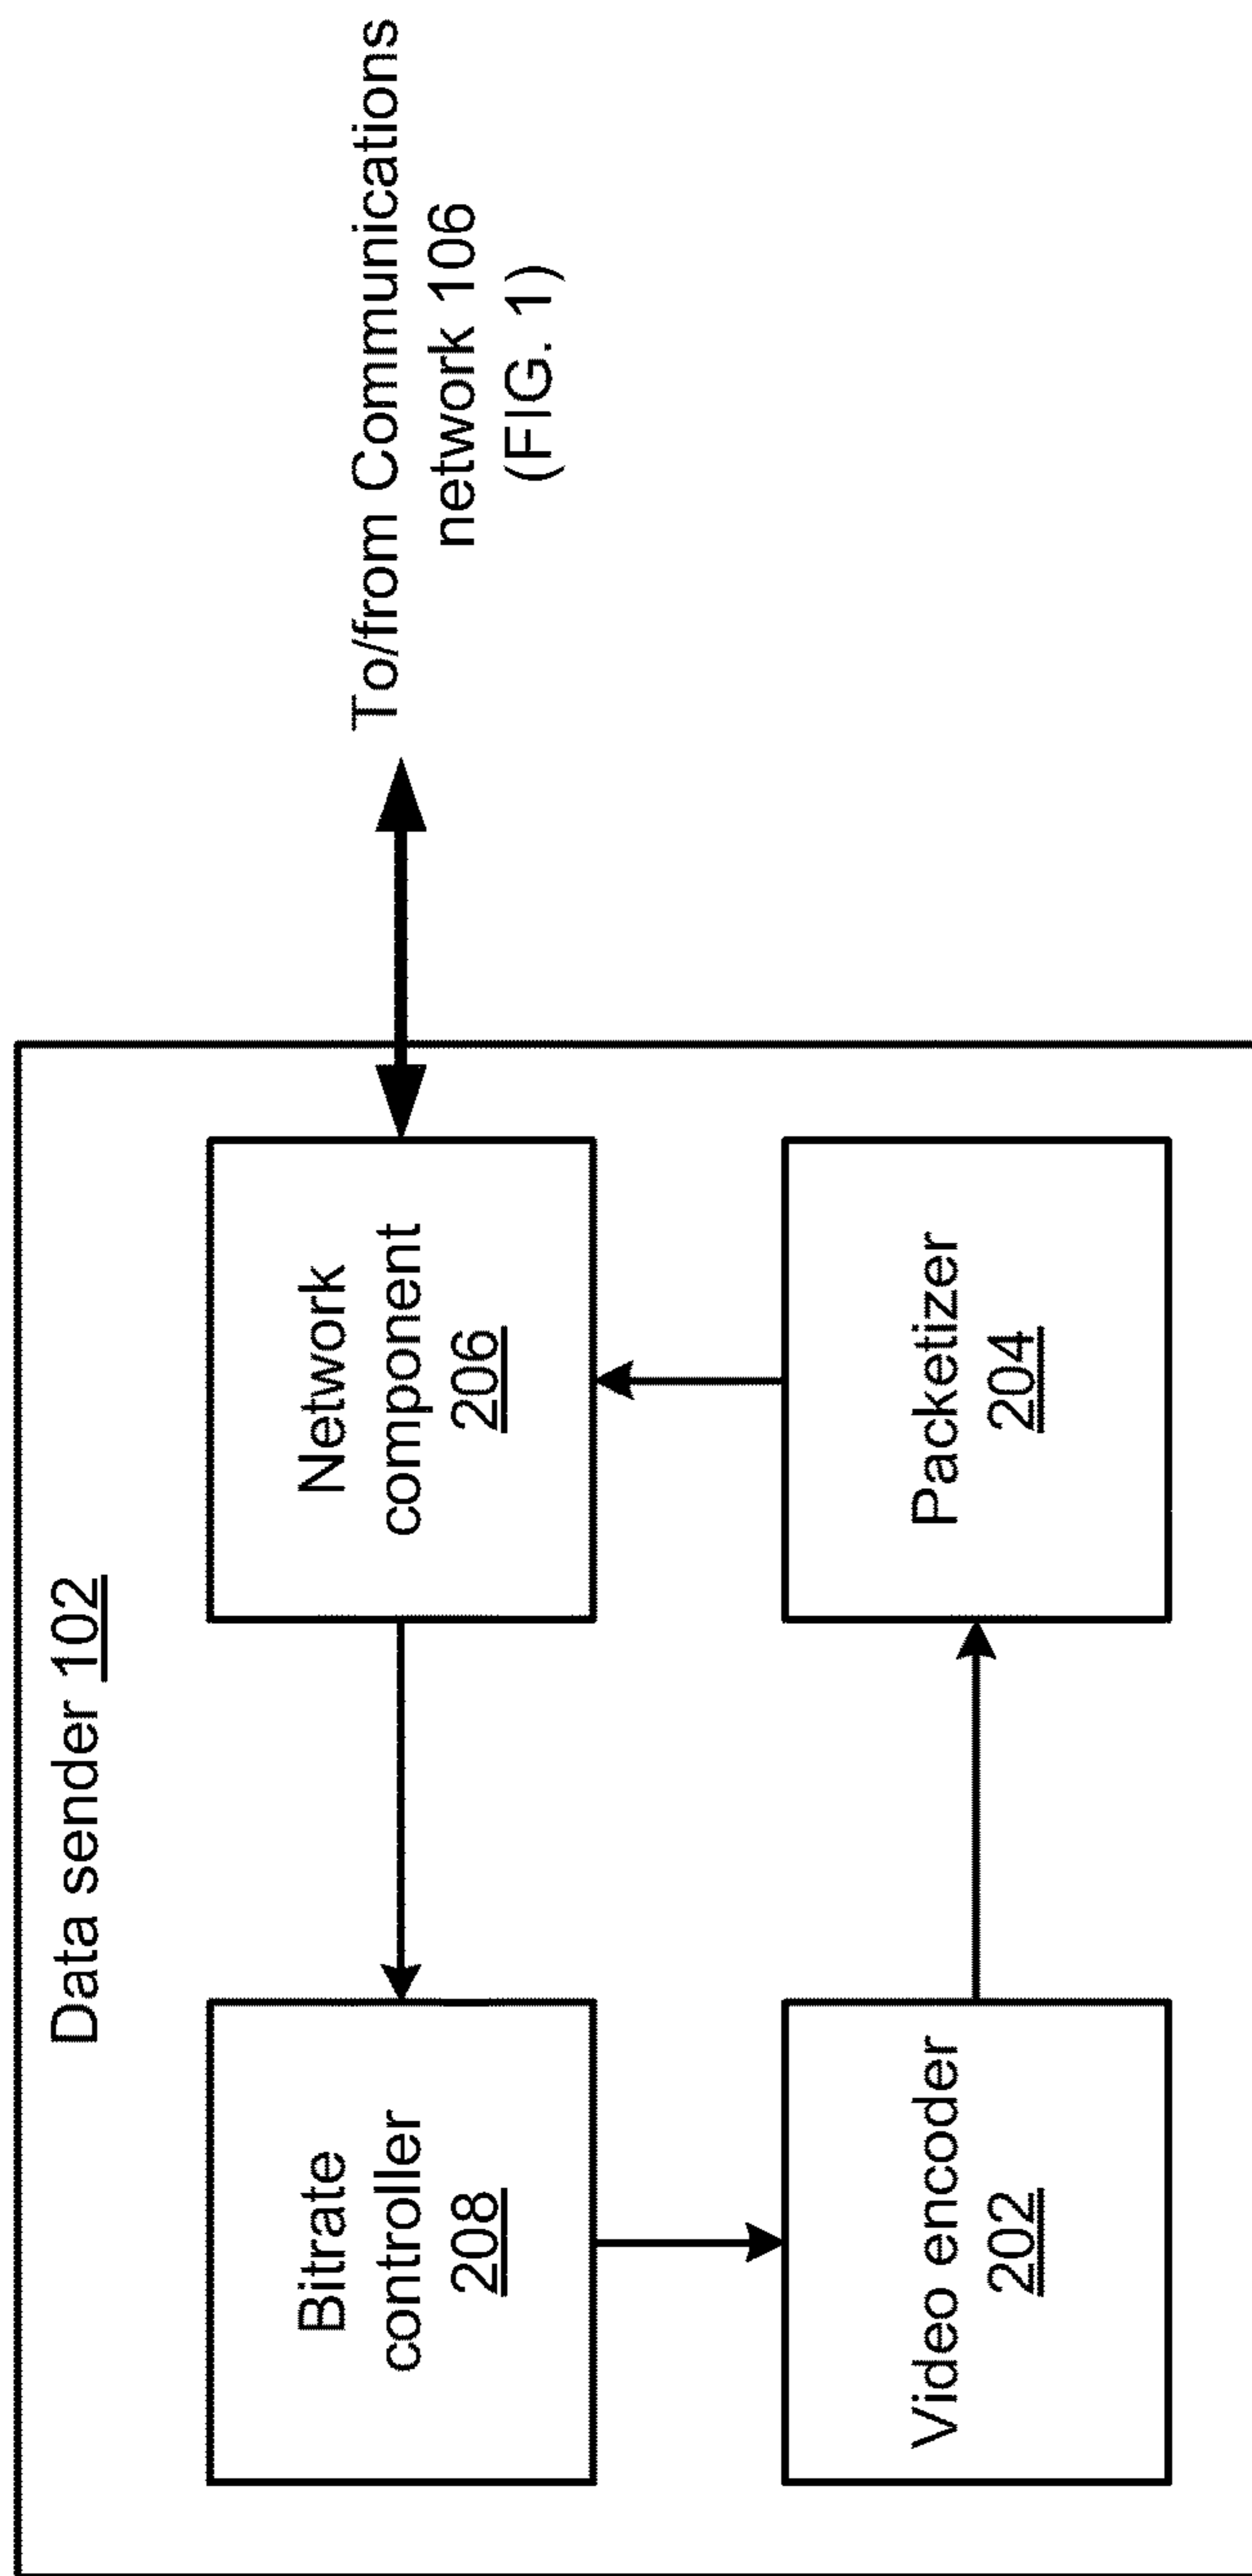 Data sender 102
Bitrate
controller
208
Network
component
206
To/from Communications
network 106
(FIG. 1)
Video encoder
202
Packetizer
204